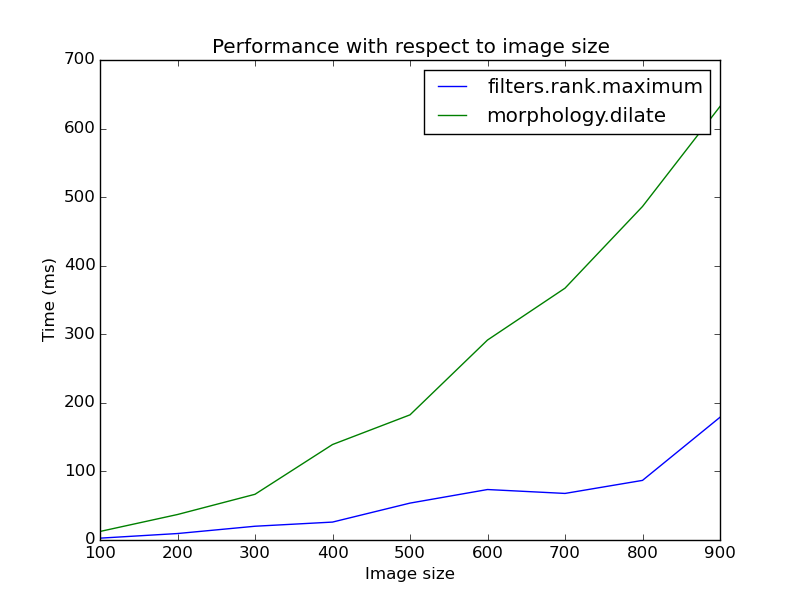 Performance with respect to image size
700
600
500
400
300
200
100
0
Time (ms)
filters.rank.maximum
morphology.dilate
100 200 300 400 500 600 700 800 900
Image size